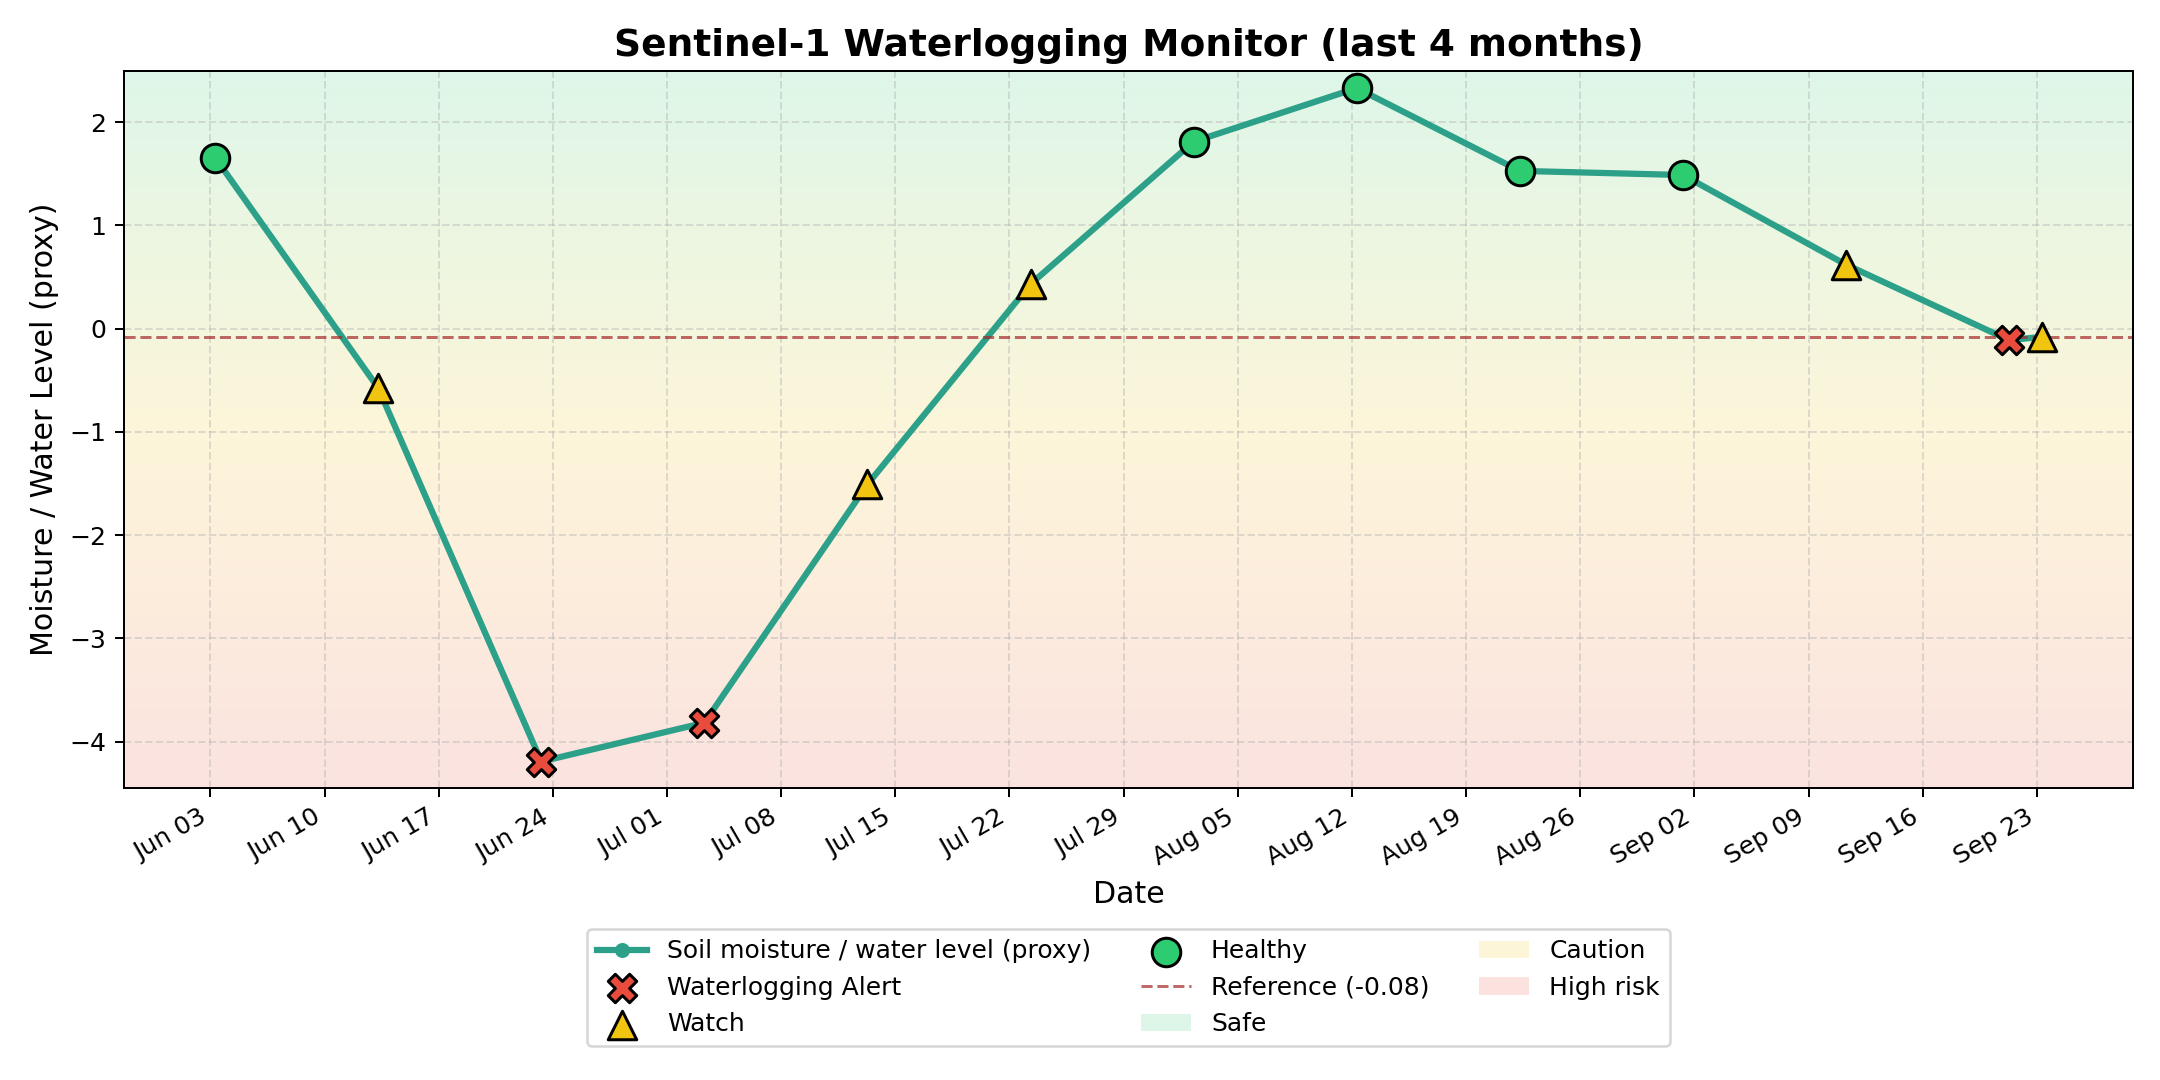 Sentinel-1 Waterlogging Monitor (last 4 months)
Moisture / Water Level (proxy)
2
1
0
−1
−2
−3
−4
Jun 03
Jun 10
Jun 17
Jun 24
Jul 01
Jul 08
Jul 15
Jul 22
Jul 29
Aug 05
Aug 12
Aug 19
Aug 26
Sep 02
Sep 09
Sep 16
Sep 23
Date
Soil moisture / water level (proxy)
Waterlogging Alert
Watch
Healthy
Reference (-0.08)
Safe
Caution
High risk